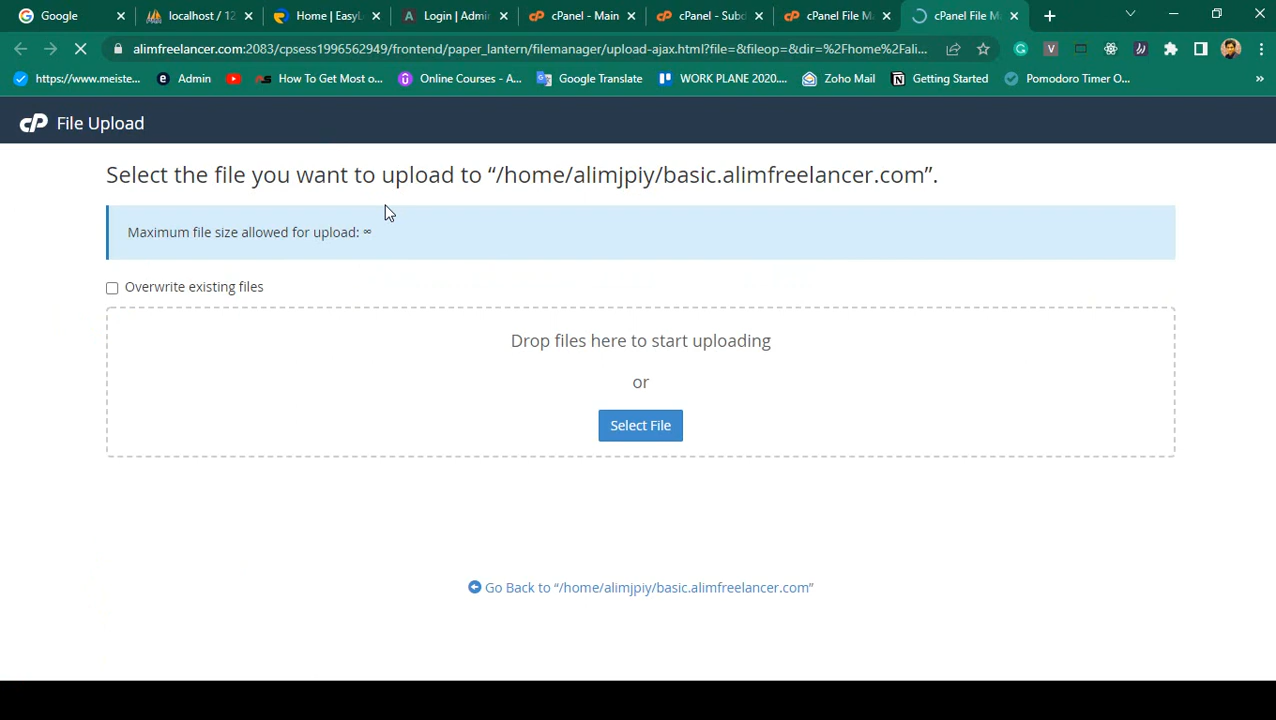 Google
localhost / 12
Home | EasyL
Login | Admin
cPanel - Main
cPanel - Subd
cPanel File M
cPanel File M
alimfreelancer.com:2083/cpsess1996562949/frontend/paper_lantern/filemanager/upload-ajax.html?file=&fileop=&dir=%2Fhome%2Fali...
https://www.meiste...
Admin
How To Get Most o...
Online Courses - A...
Google Translate
WORK PLANE 2020....
Zoho Mail
Getting Started
Pomodoro Timer O...
»
cP File Upload
Select the file you want to upload to “/home/alimjpiy/basic.alimfreelancer.com”.
Maximum file size allowed for upload: ∞
Overwrite existing files
Drop files here to start uploading
or
Select File
Go Back to “/home/alimjpiy/basic.alimfreelancer.com”